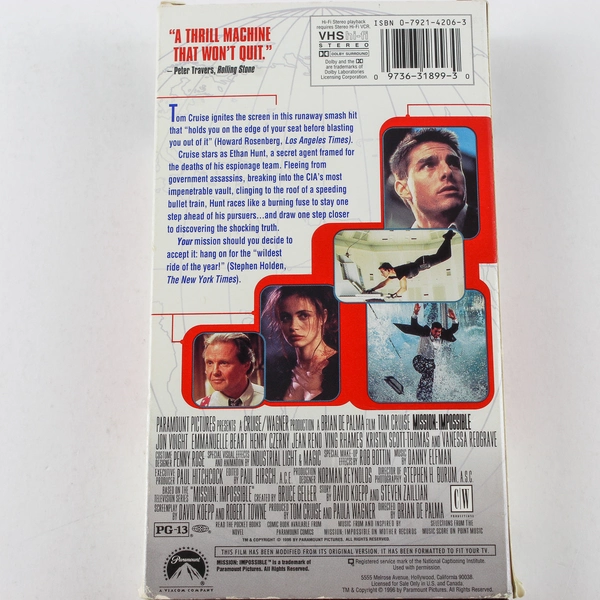 "A THRILL MACHINE
THAT WON'T QUIT."
— Peter Travers, Rolling Stone
Hi-Fi Stereo playback
requires Stereo Hi-Fi VCR.
VHS hi-fi
STEREO
DOLBY SURROUND
Dolby and the
are trademarks of
Dolby Laboratories
Licensing Corporation.
ISBN 0-7921-4206-3
0 9736-31899-3 0
Tom Cruise ignites the screen in this runaway smash hit
that "holds you on the edge of your seat before blasting
you out of it" (Howard Rosenberg, Los Angeles Times).
Cruise stars as Ethan Hunt, a secret agent framed for
the deaths of his espionage team. Fleeing from
government assassins, breaking into the CIA's most
impenetrable vault, clinging to the roof of a speeding
bullet train, Hunt races like a burning fuse to stay one
step ahead of his pursuers...and draw one step closer
to discovering the shocking truth.
Your mission should you decide to
accept it: hang on for the "wildest
ride of the year!" (Stephen Holden,
The New York Times).
PARAMOUNT PICTURES PRESENTS A CRUISE/WAGNER PRODUCTION A BRIAN DE PALMA FILM TOM CRUISE MISSION: IMPOSSIBLE
JON VOIGHT EMMANUELLE BEART HENRY CZERNY JEAN RENO VING RHAMES KRISTIN SCOTT-THOMAS AND VANESSA REDGRAVE
COSTUME DESIGNER PENNY ROSE SPECIAL VISUAL EFFECTS AND ANIMATION BY INDUSTRIAL LIGHT & MAGIC SPECIAL MAKE-UP EFFECTS BY ROB BOTTIN MUSIC BY DANNY ELFMAN
EXECUTIVE PRODUCER PAUL HITCHCOCK EDITED BY PAUL HIRSCH, A.C.E. PRODUCTION DESIGNER NORMAN REYNOLDS DIRECTOR OF PHOTOGRAPHY STEPHEN H. BURUM, A.S.C.
BASED ON THE TELEVISION SERIES "MISSION: IMPOSSIBLE" CREATED BY BRUCE GELLER STORY BY DAVID KOEPP AND STEVEN ZAILLIAN
SCREENPLAY BY DAVID KOEPP AND ROBERT TOWNE PRODUCED BY TOM CRUISE AND PAULA WAGNER DIRECTED BY BRIAN DE PALMA
C/W
PRODUCTIONS
PG-13
READ THE POCKET BOOKS NOVEL
COMIC BOOK AVAILABLE FROM PARAMOUNT COMICS
MUSIC FROM AND INSPIRED BY MISSION: IMPOSSIBLE ON MOTHER RECORDS
SELECTIONS FROM THE MUSIC SCORE ON POINT MUSIC
TM & COPYRIGHT © 1996 BY PARAMOUNT PICTURES. ALL RIGHTS RESERVED.
THIS FILM HAS BEEN MODIFIED FROM ITS ORIGINAL VERSION. IT HAS BEEN FORMATTED TO FIT YOUR TV.
Paramount
A VIACOM COMPANY
MISSION: IMPOSSIBLE is a trademark of
Paramount Pictures. All Rights Reserved.
Registered service mark of the National Captioning Institute.
Used with permission.
5555 Melrose Avenue, Hollywood, California 90038.
Licensed for Sale Only in U.S. and Canada.
TM & Copyright © 1996 by Paramount Pictures. All Rights Reserved.